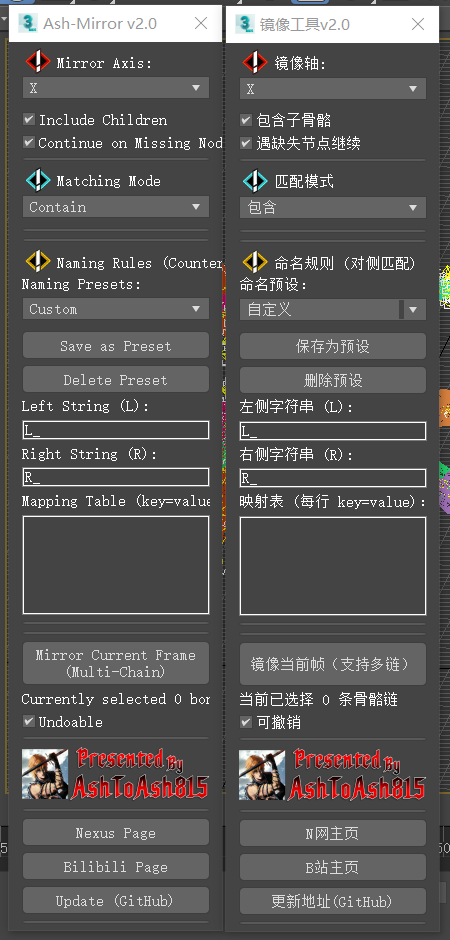 Ash-Mirror v2.0
Mirror Axis:
X
Include Children
Continue on Missing Nod
Matching Mode
Contain
Naming Rules (Counter
Naming Presets:
Custom
Save as Preset
Delete Preset
Left String (L):
L_
Right String (R):
R_
Mapping Table (key=value
Mirror Current Frame
(Multi-Chain)
Currently selected 0 bor
Undoable
Presented By
AshToAsh815
Nexus Page
Bilibili Page
Update (GitHub)
镜像工具v2.0
镜像轴:
X
包含子骨骼
遇缺失节点继续
匹配模式
包含
命名规则 (对侧匹配)
命名预设:
自定义
保存为预设
删除预设
左侧字符串 (L):
L_
右侧字符串 (R):
R_
映射表 (每行 key=value):
镜像当前帧 (支持多链)
当前已选择 0 条骨骼链
可撤销
Presented By
AshToAsh815
N网主页
B站主页
更新地址(GitHub)